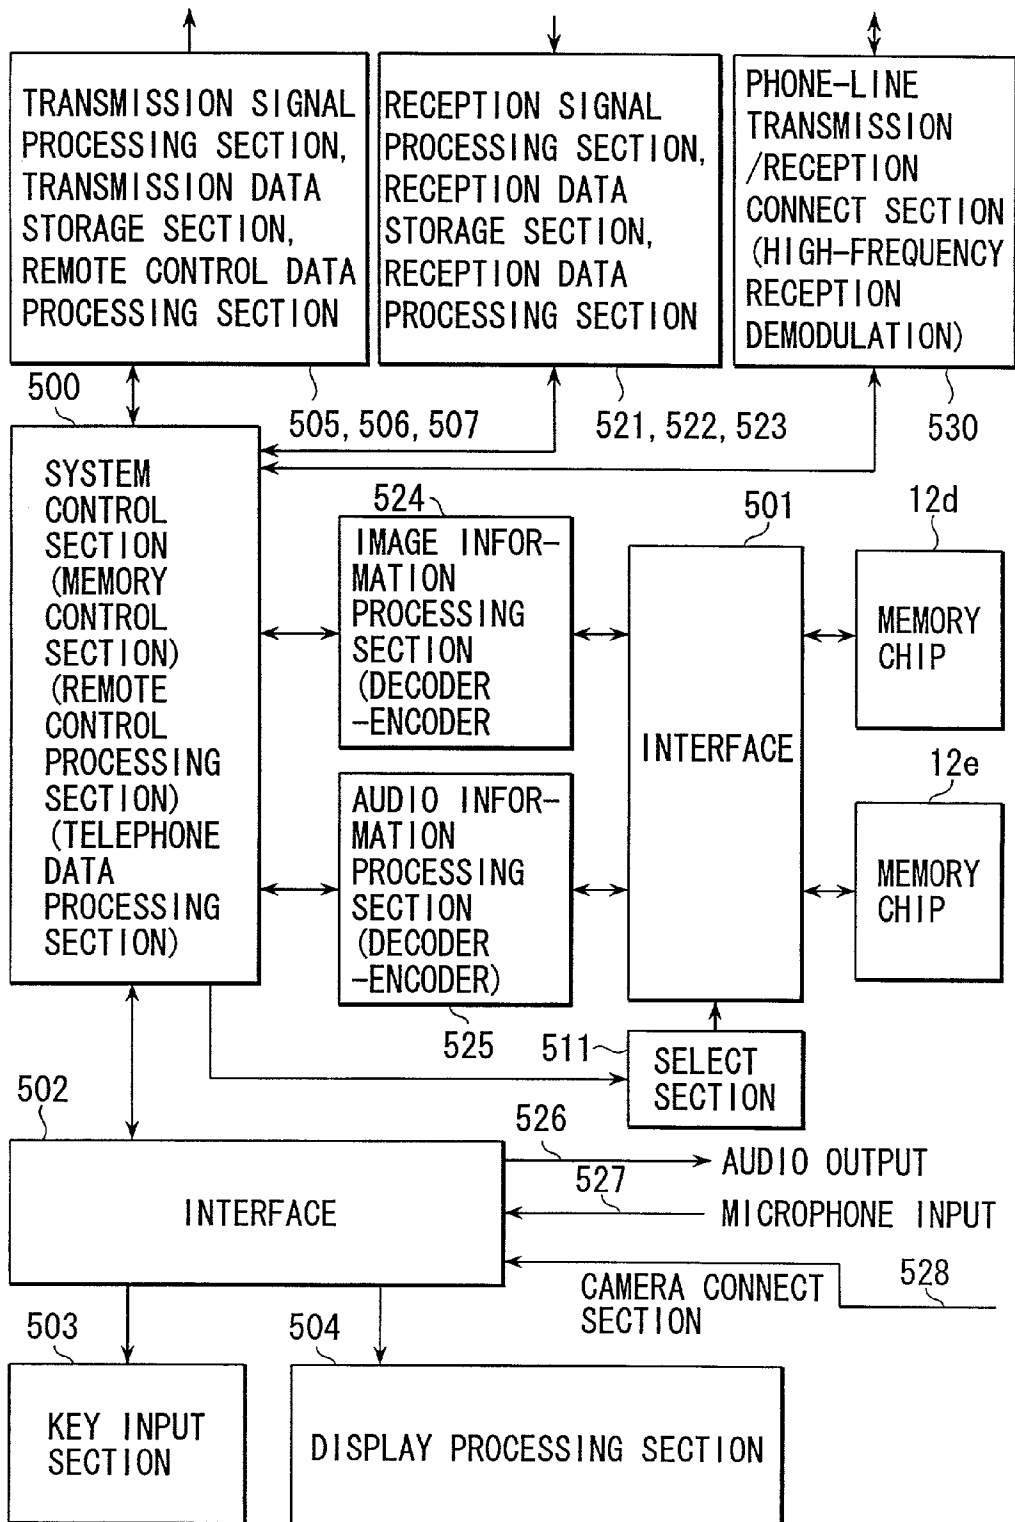 TRANSMISSION SIGNAL
PROCESSING SECTION,
TRANSMISSION DATA
STORAGE SECTION,
REMOTE CONTROL DATA
PROCESSING SECTION
RECEPTION SIGNAL
PROCESSING SECTION,
RECEPTION DATA
STORAGE SECTION,
RECEPTION DATA
PROCESSING SECTION
PHONE-LINE
TRANSMISSION
/RECEPTION
CONNECT SECTION
(HIGH-FREQUENCY
RECEPTION
DEMODULATION)
500
505, 506, 507
521, 522, 523
530
SYSTEM
CONTROL
SECTION
(MEMORY
CONTROL
SECTION)
(REMOTE
CONTROL
PROCESSING
SECTION)
(TELEPHONE
DATA
PROCESSING
SECTION)
524
IMAGE INFOR-
MATION
PROCESSING
SECTION
(DECODER
-ENCODER
501
INTERFACE
12d
MEMORY
CHIP
12e
MEMORY
CHIP
AUDIO INFOR-
MATION
PROCESSING
SECTION
(DECODER
-ENCODER)
525
511
SELECT
SECTION
502
INTERFACE
526
AUDIO OUTPUT
527
MICROPHONE INPUT
CAMERA CONNECT
SECTION
528
503
KEY INPUT
SECTION
504
DISPLAY PROCESSING SECTION